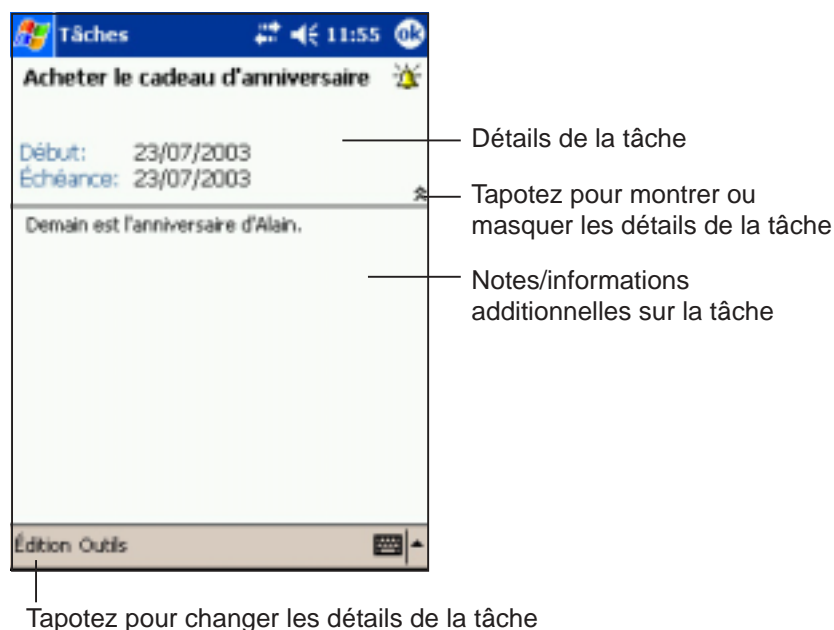 Tâches 11:55 ok
Acheter le cadeau d'anniversaire
Début: 23/07/2003
Échéance: 23/07/2003
Demain est l'anniversaire d'Alain.
Édition Outils
Détails de la tâche
Tapotez pour montrer ou
masquer les détails de la tâche
Notes/informations
additionnelles sur la tâche
Tapotez pour changer les détails de la tâche